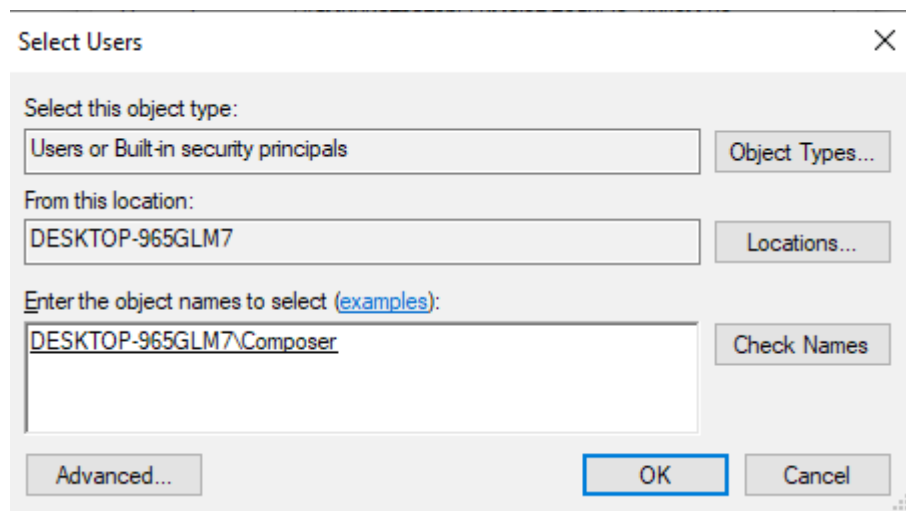 Select Users
Select this object type:
Users or Built-in security principals
Object Types...
From this location:
DESKTOP-965GLM7
Locations...
Enter the object names to select (examples):
DESKTOP-965GLM7\Composer
Check Names
Advanced...
OK
Cancel